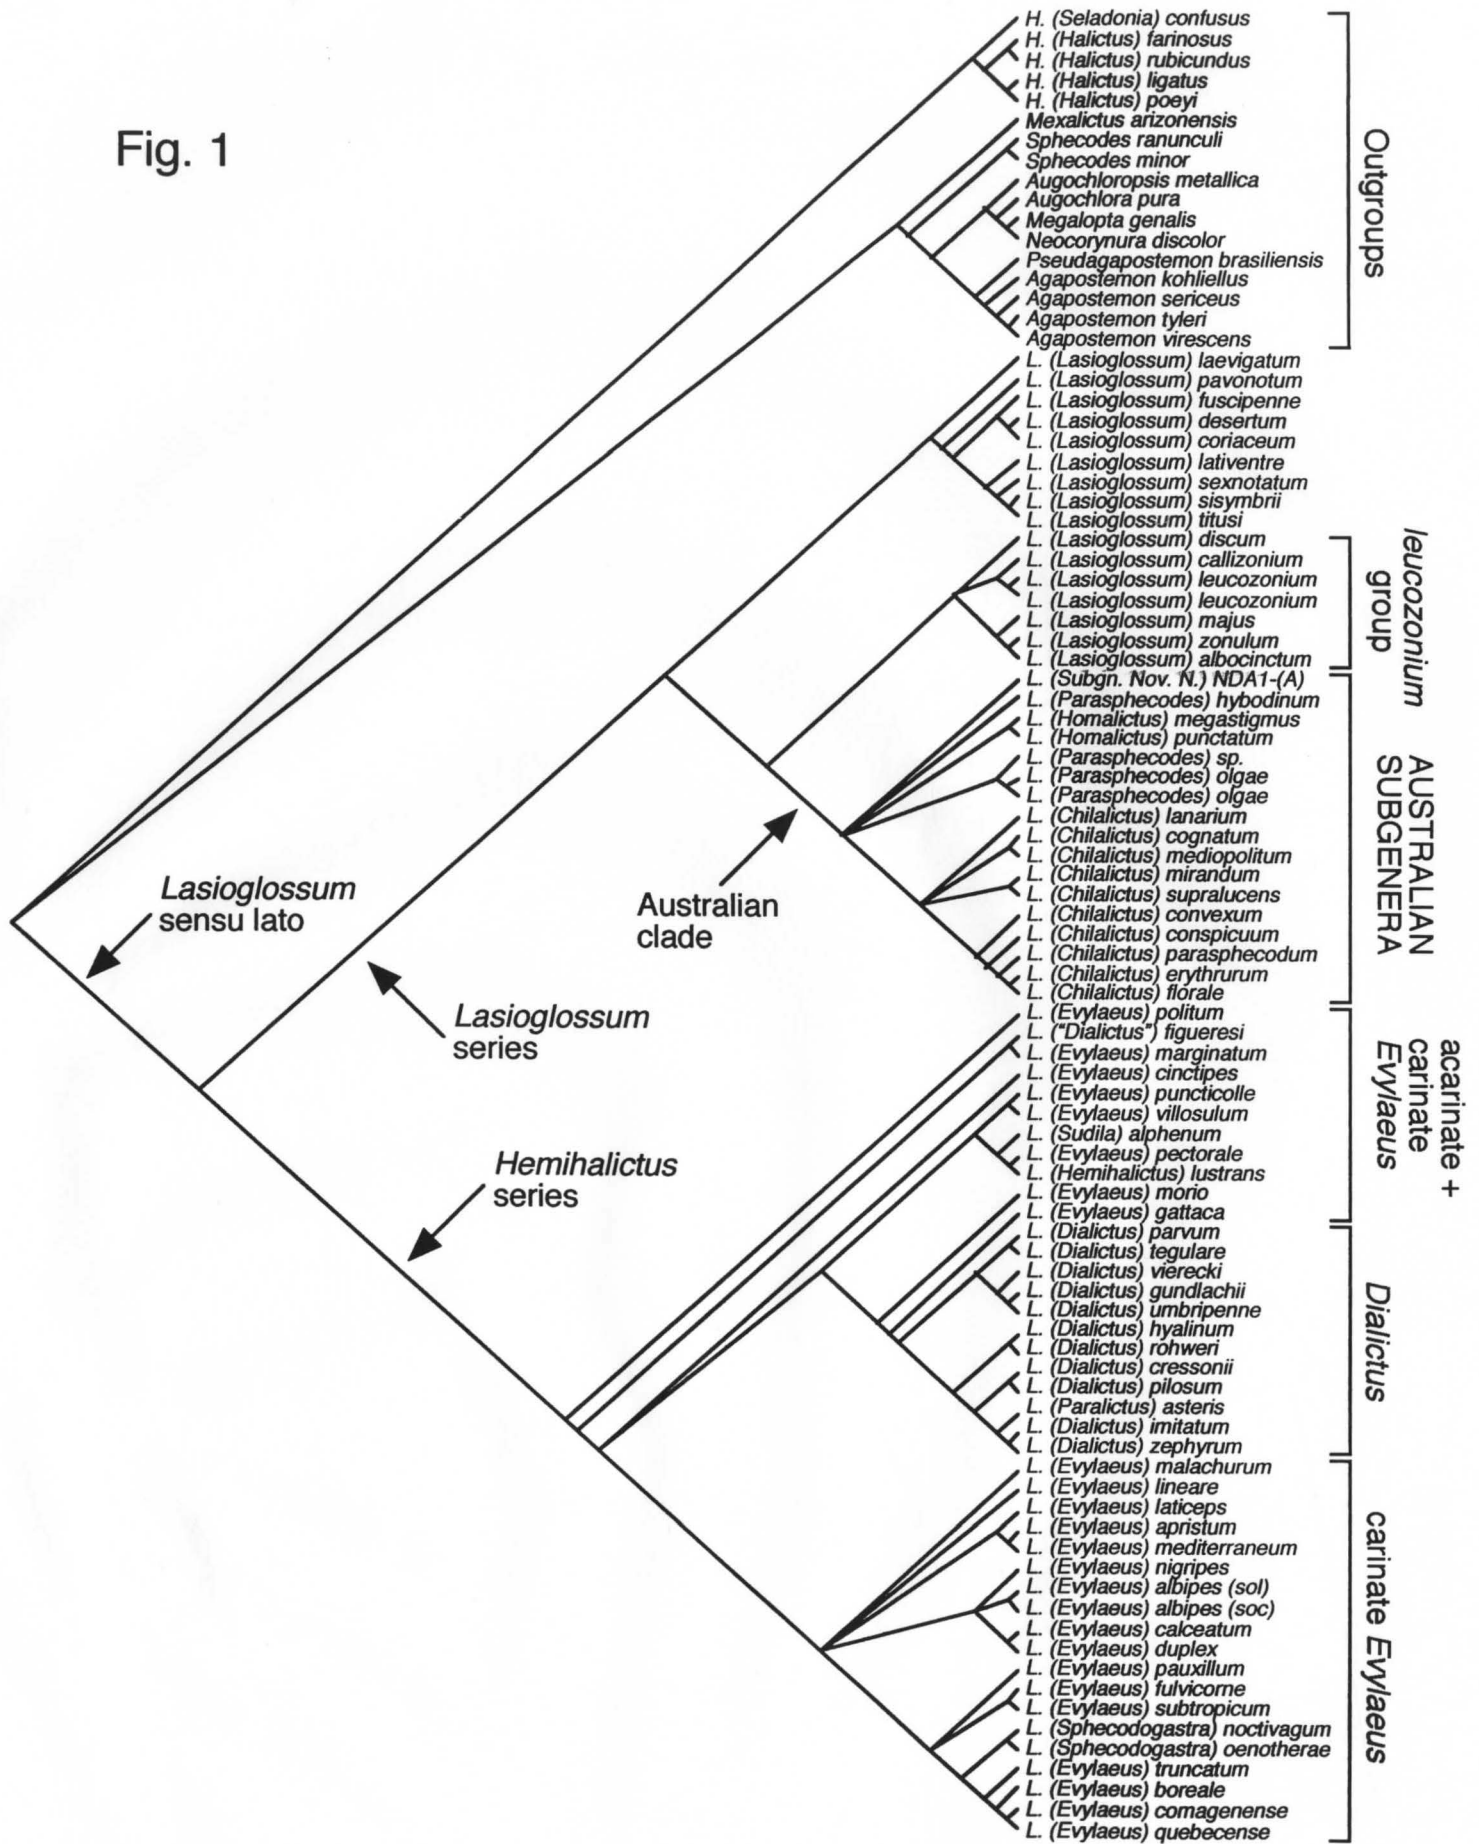 Fig. 1
H. (Seladonia) confusus
H. (Halictus) farinosus
H. (Halictus) rubicundus
H. (Halictus) ligatus
H. (Halictus) poeyi
Mexalictus arizonensis
Sphecodes ranunculi
Sphecodes minor
Augochloropsis metallica
Augochlora pura
Megalopta genalis
Neocorynura discolor
Pseudagapostemon brasiliensis
Agapostemon kohliellus
Agapostemon sericeus
Agapostemon tyleri
Agapostemon virescens
L. (Lasioglossum) laevigatum
L. (Lasioglossum) pavonotum
L. (Lasioglossum) fuscipenne
L. (Lasioglossum) desertum
L. (Lasioglossum) coriaceum
L. (Lasioglossum) lativentre
L. (Lasioglossum) sexnotatum
L. (Lasioglossum) sisymbrii
L. (Lasioglossum) titusi
L. (Lasioglossum) discum
L. (Lasioglossum) callizonium
L. (Lasioglossum) leucozonium
L. (Lasioglossum) leucozonium
L. (Lasioglossum) majus
L. (Lasioglossum) zonulum
L. (Lasioglossum) albocinctum
L. (Subgn. Nov. N.) NDA1-(A)
L. (Parasphecodes) hybodinum
L. (Homalictus) megastigmus
L. (Homalictus) punctatum
L. (Parasphecodes) sp.
L. (Parasphecodes) olgae
L. (Parasphecodes) olgae
L. (Chilalictus) lanarium
L. (Chilalictus) cognatum
L. (Chilalictus) mediopolitum
L. (Chilalictus) mirandum
L. (Chilalictus) supralucens
L. (Chilalictus) convexum
L. (Chilalictus) conspicuum
L. (Chilalictus) parasphecodum
L. (Chilalictus) erythrurum
L. (Chilalictus) florale
L. (Evylaeus) politum
L. ("Dialictus") figueresi
L. (Evylaeus) marginatum
L. (Evylaeus) cinctipes
L. (Evylaeus) puncticolle
L. (Evylaeus) villosulum
L. (Sudila) alphenum
L. (Evylaeus) pectorale
L. (Hemihalictus) lustrans
L. (Evylaeus) morio
L. (Evylaeus) gattaca
L. (Dialictus) parvum
L. (Dialictus) tegulare
L. (Dialictus) vierecki
L. (Dialictus) gundlachii
L. (Dialictus) umbripenne
L. (Dialictus) hyalinum
L. (Dialictus) rohweri
L. (Dialictus) cressonii
L. (Dialictus) pilosum
L. (Paralictus) asteris
L. (Dialictus) imitatum
L. (Dialictus) zephyrum
L. (Evylaeus) malachurum
L. (Evylaeus) lineare
L. (Evylaeus) laticeps
L. (Evylaeus) apristum
L. (Evylaeus) mediterraneum
L. (Evylaeus) nigripes
L. (Evylaeus) albipes (sol)
L. (Evylaeus) albipes (soc)
L. (Evylaeus) calceatum
L. (Evylaeus) duplex
L. (Evylaeus) pauxillum
L. (Evylaeus) fulvicorne
L. (Evylaeus) subtropicum
L. (Sphecodogastra) noctivagum
L. (Sphecodogastra) oenotherae
L. (Evylaeus) truncatum
L. (Evylaeus) boreale
L. (Evylaeus) comagenense
L. (Evylaeus) quebecense
Outgroups
leucozonium
group
AUSTRALIAN
SUBGENERA
acarinate +
carinate
Evylaeus
Dialictus
carinate Evylaeus
Lasioglossum
sensu lato
Australian
clade
Lasioglossum
series
Hemihalictus
series